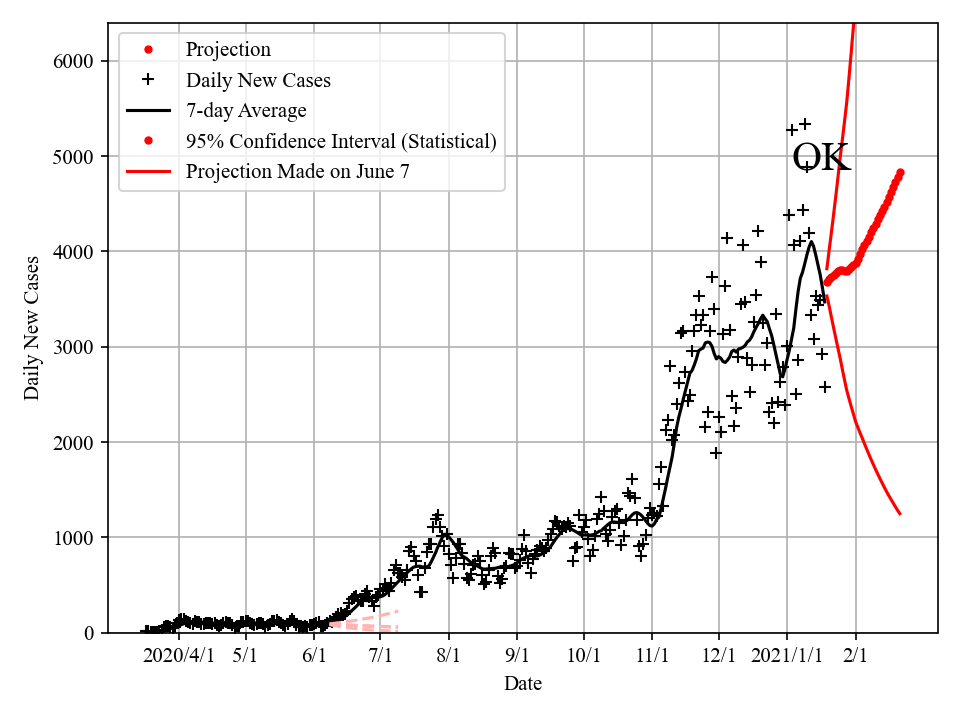 Projection
Daily New Cases
7-day Average
95% Confidence Interval (Statistical)
Projection Made on June 7
OK
6000
5000
4000
3000
2000
1000
0
Daily New Cases
2020/4/1 5/1 6/1 7/1 8/1 9/1 10/1 11/1 12/1 2021/1/1 2/1
Date